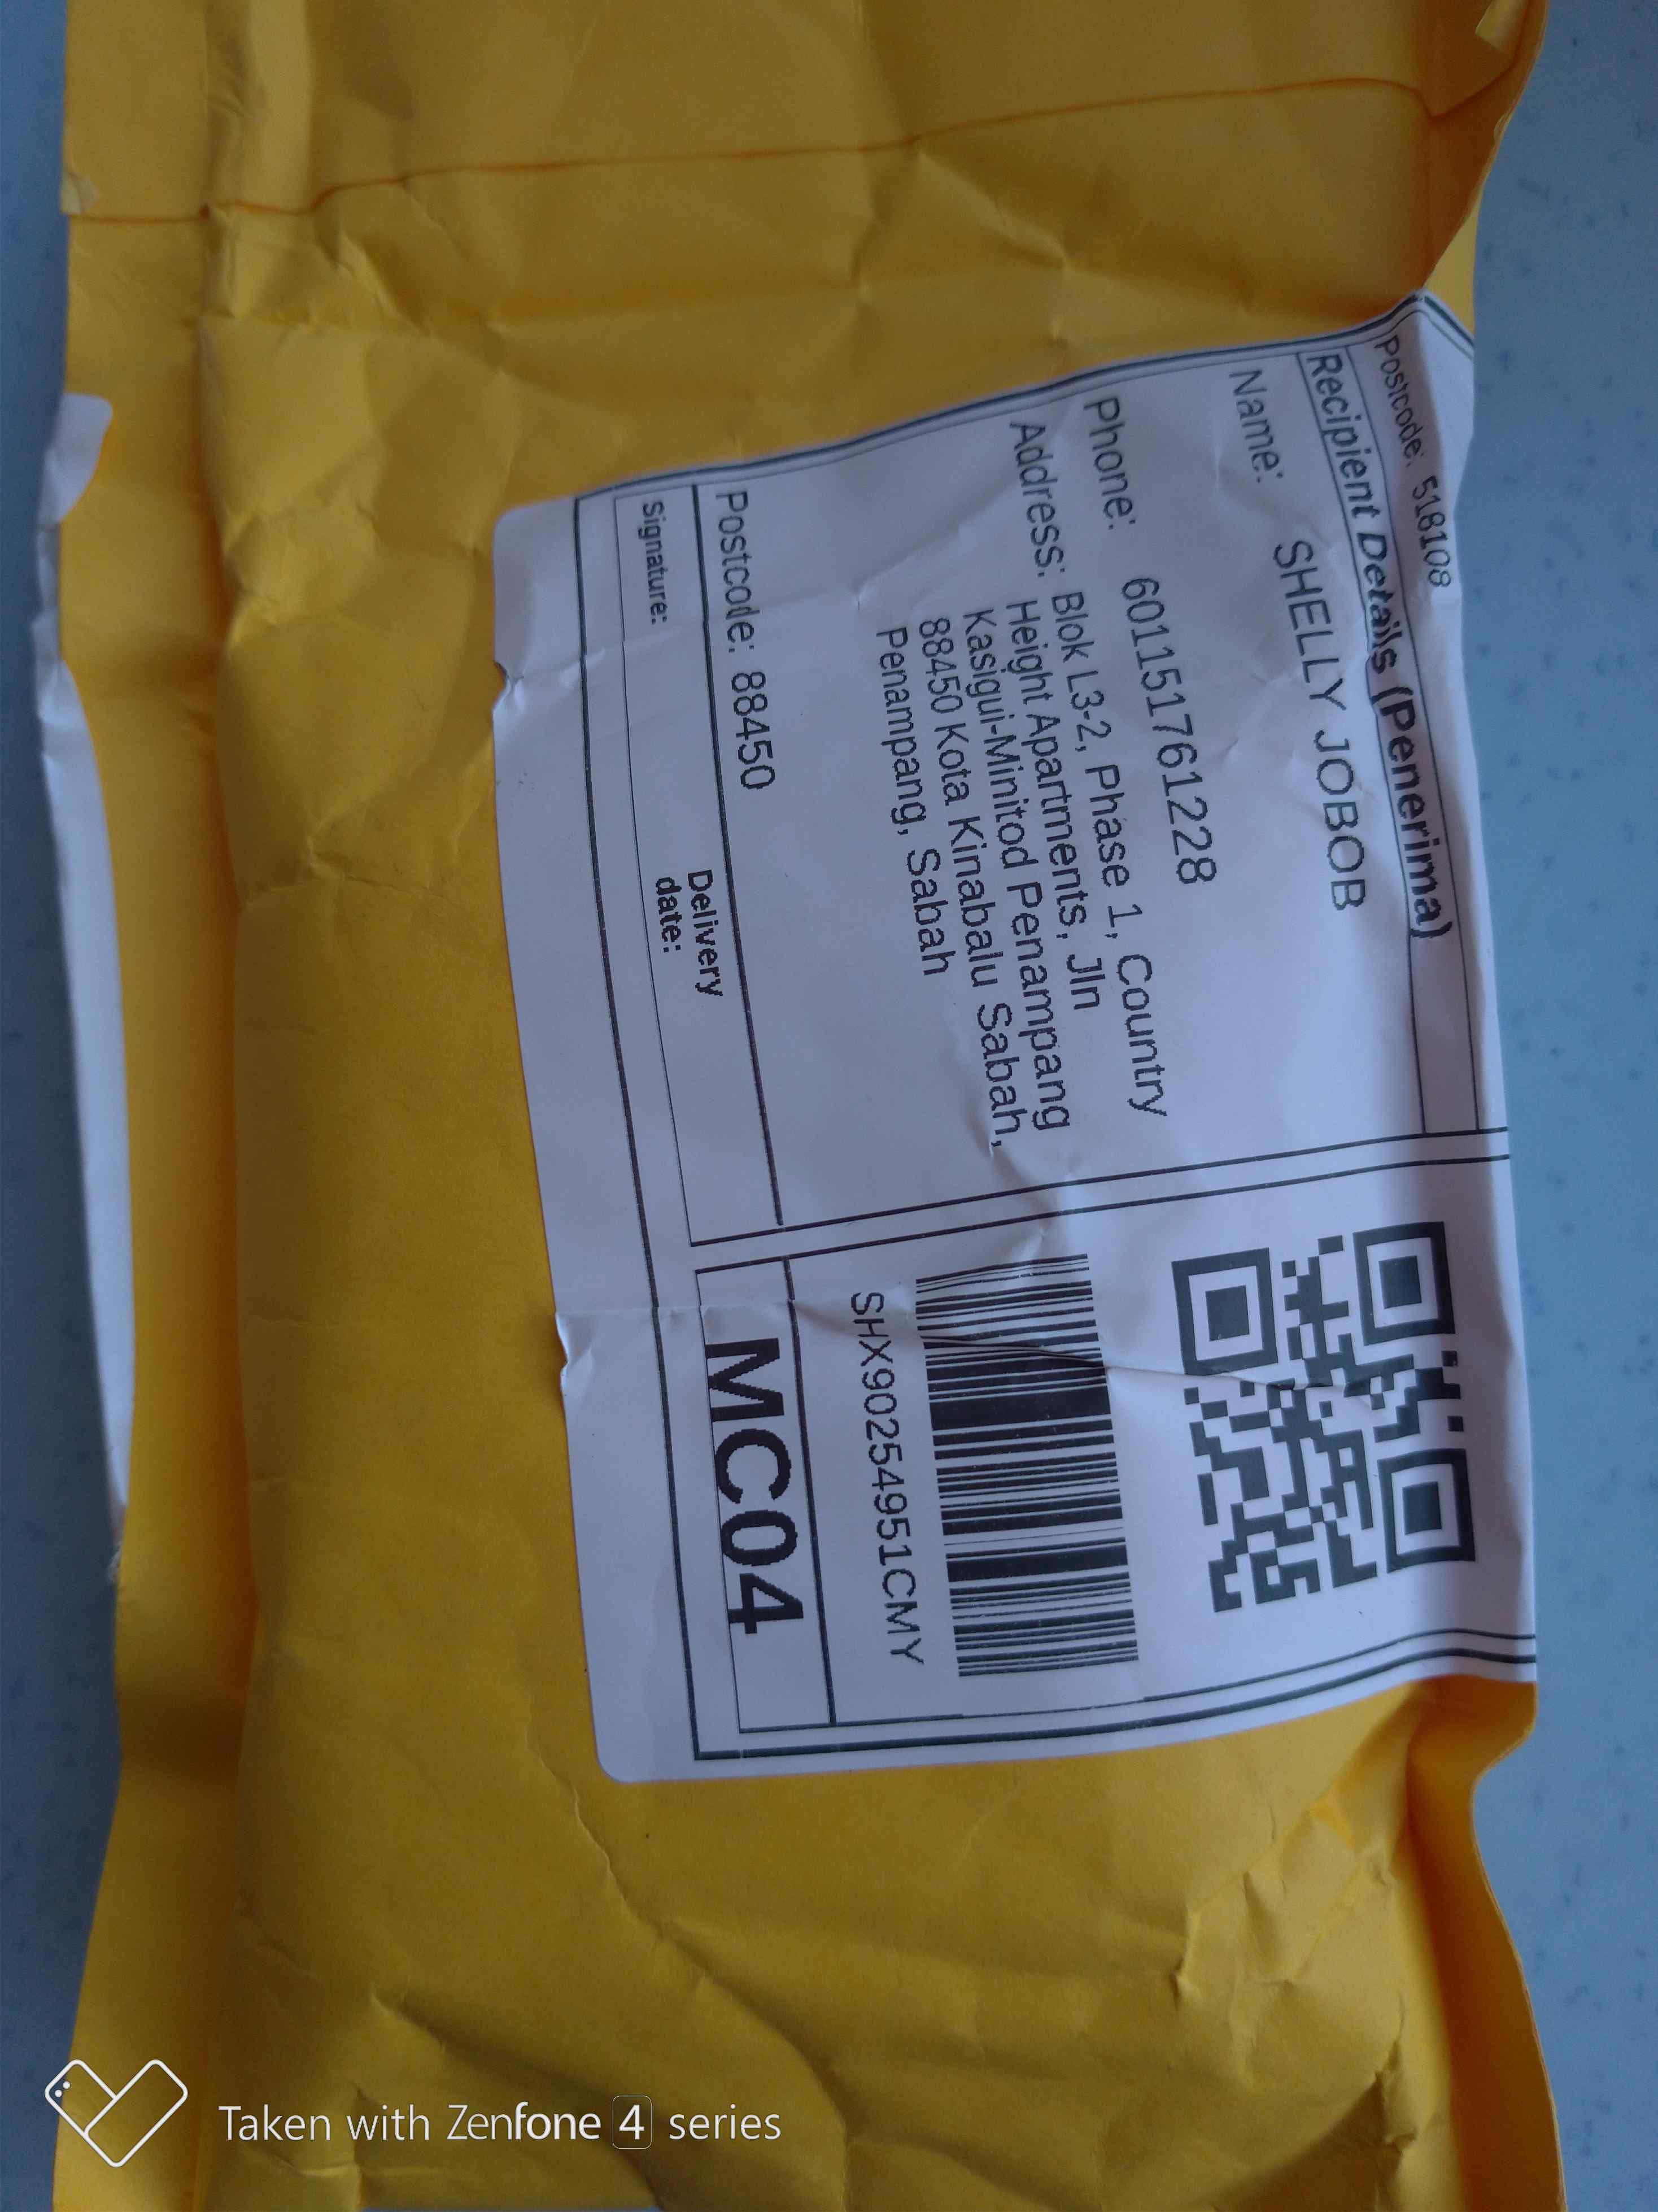 Postcode: 518108
Recipient Details (Penerima)
Name: SHELLY JOBOB
Phone: 601151761228
Address: Blok L3-2, Phase 1, Country
Height Apartments, Jln
Kasigui-Minitod Penampang
88450 Kota Kinabalu Sabah,
Penampang, Sabah
Postcode: 88450
Signature:
Delivery
date:
SHX90254951CMY
MC04
Taken with Zenfone 4 series